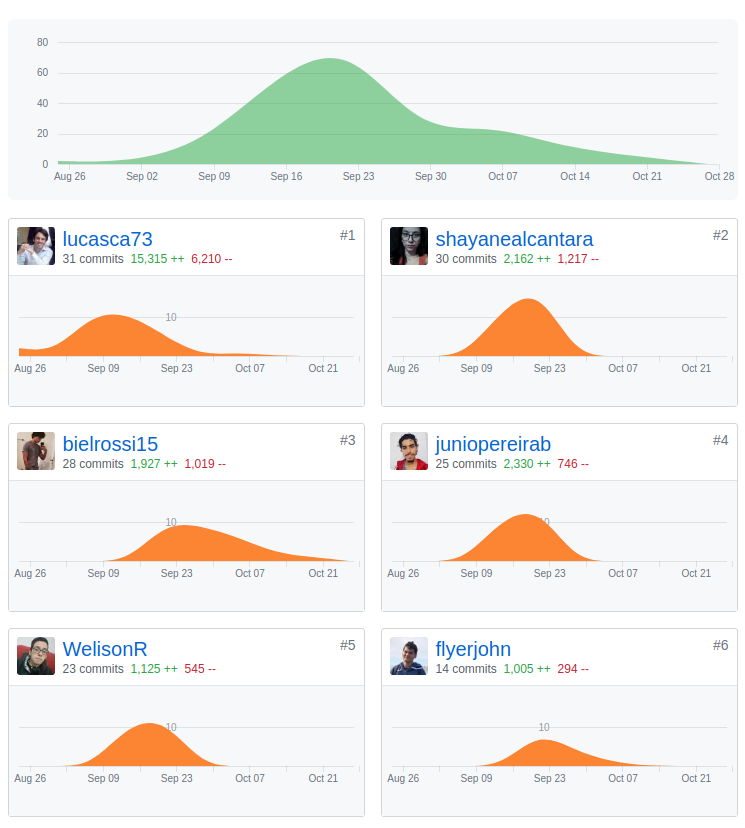 80
60
40
20
0
Aug 26 Sep 02 Sep 09 Sep 16 Sep 23 Sep 30 Oct 07 Oct 14 Oct 21 Oct 28
lucasca73 #1
31 commits 15,315 ++ 6,210 --
10
Aug 26 Sep 09 Sep 23 Oct 07 Oct 21
shayanealcantara #2
30 commits 2,162 ++ 1,217 --
Aug 26 Sep 09 Sep 23 Oct 07 Oct 21
bielrossi15 #3
28 commits 1,927 ++ 1,019 --
10
Aug 26 Sep 09 Sep 23 Oct 07 Oct 21
juniopereirab #4
25 commits 2,330 ++ 746 --
10
Aug 26 Sep 09 Sep 23 Oct 07 Oct 21
WelisonR #5
23 commits 1,125 ++ 545 --
10
Aug 26 Sep 09 Sep 23 Oct 07 Oct 21
flyerjohn #6
14 commits 1,005 ++ 294 --
10
Aug 26 Sep 09 Sep 23 Oct 07 Oct 21